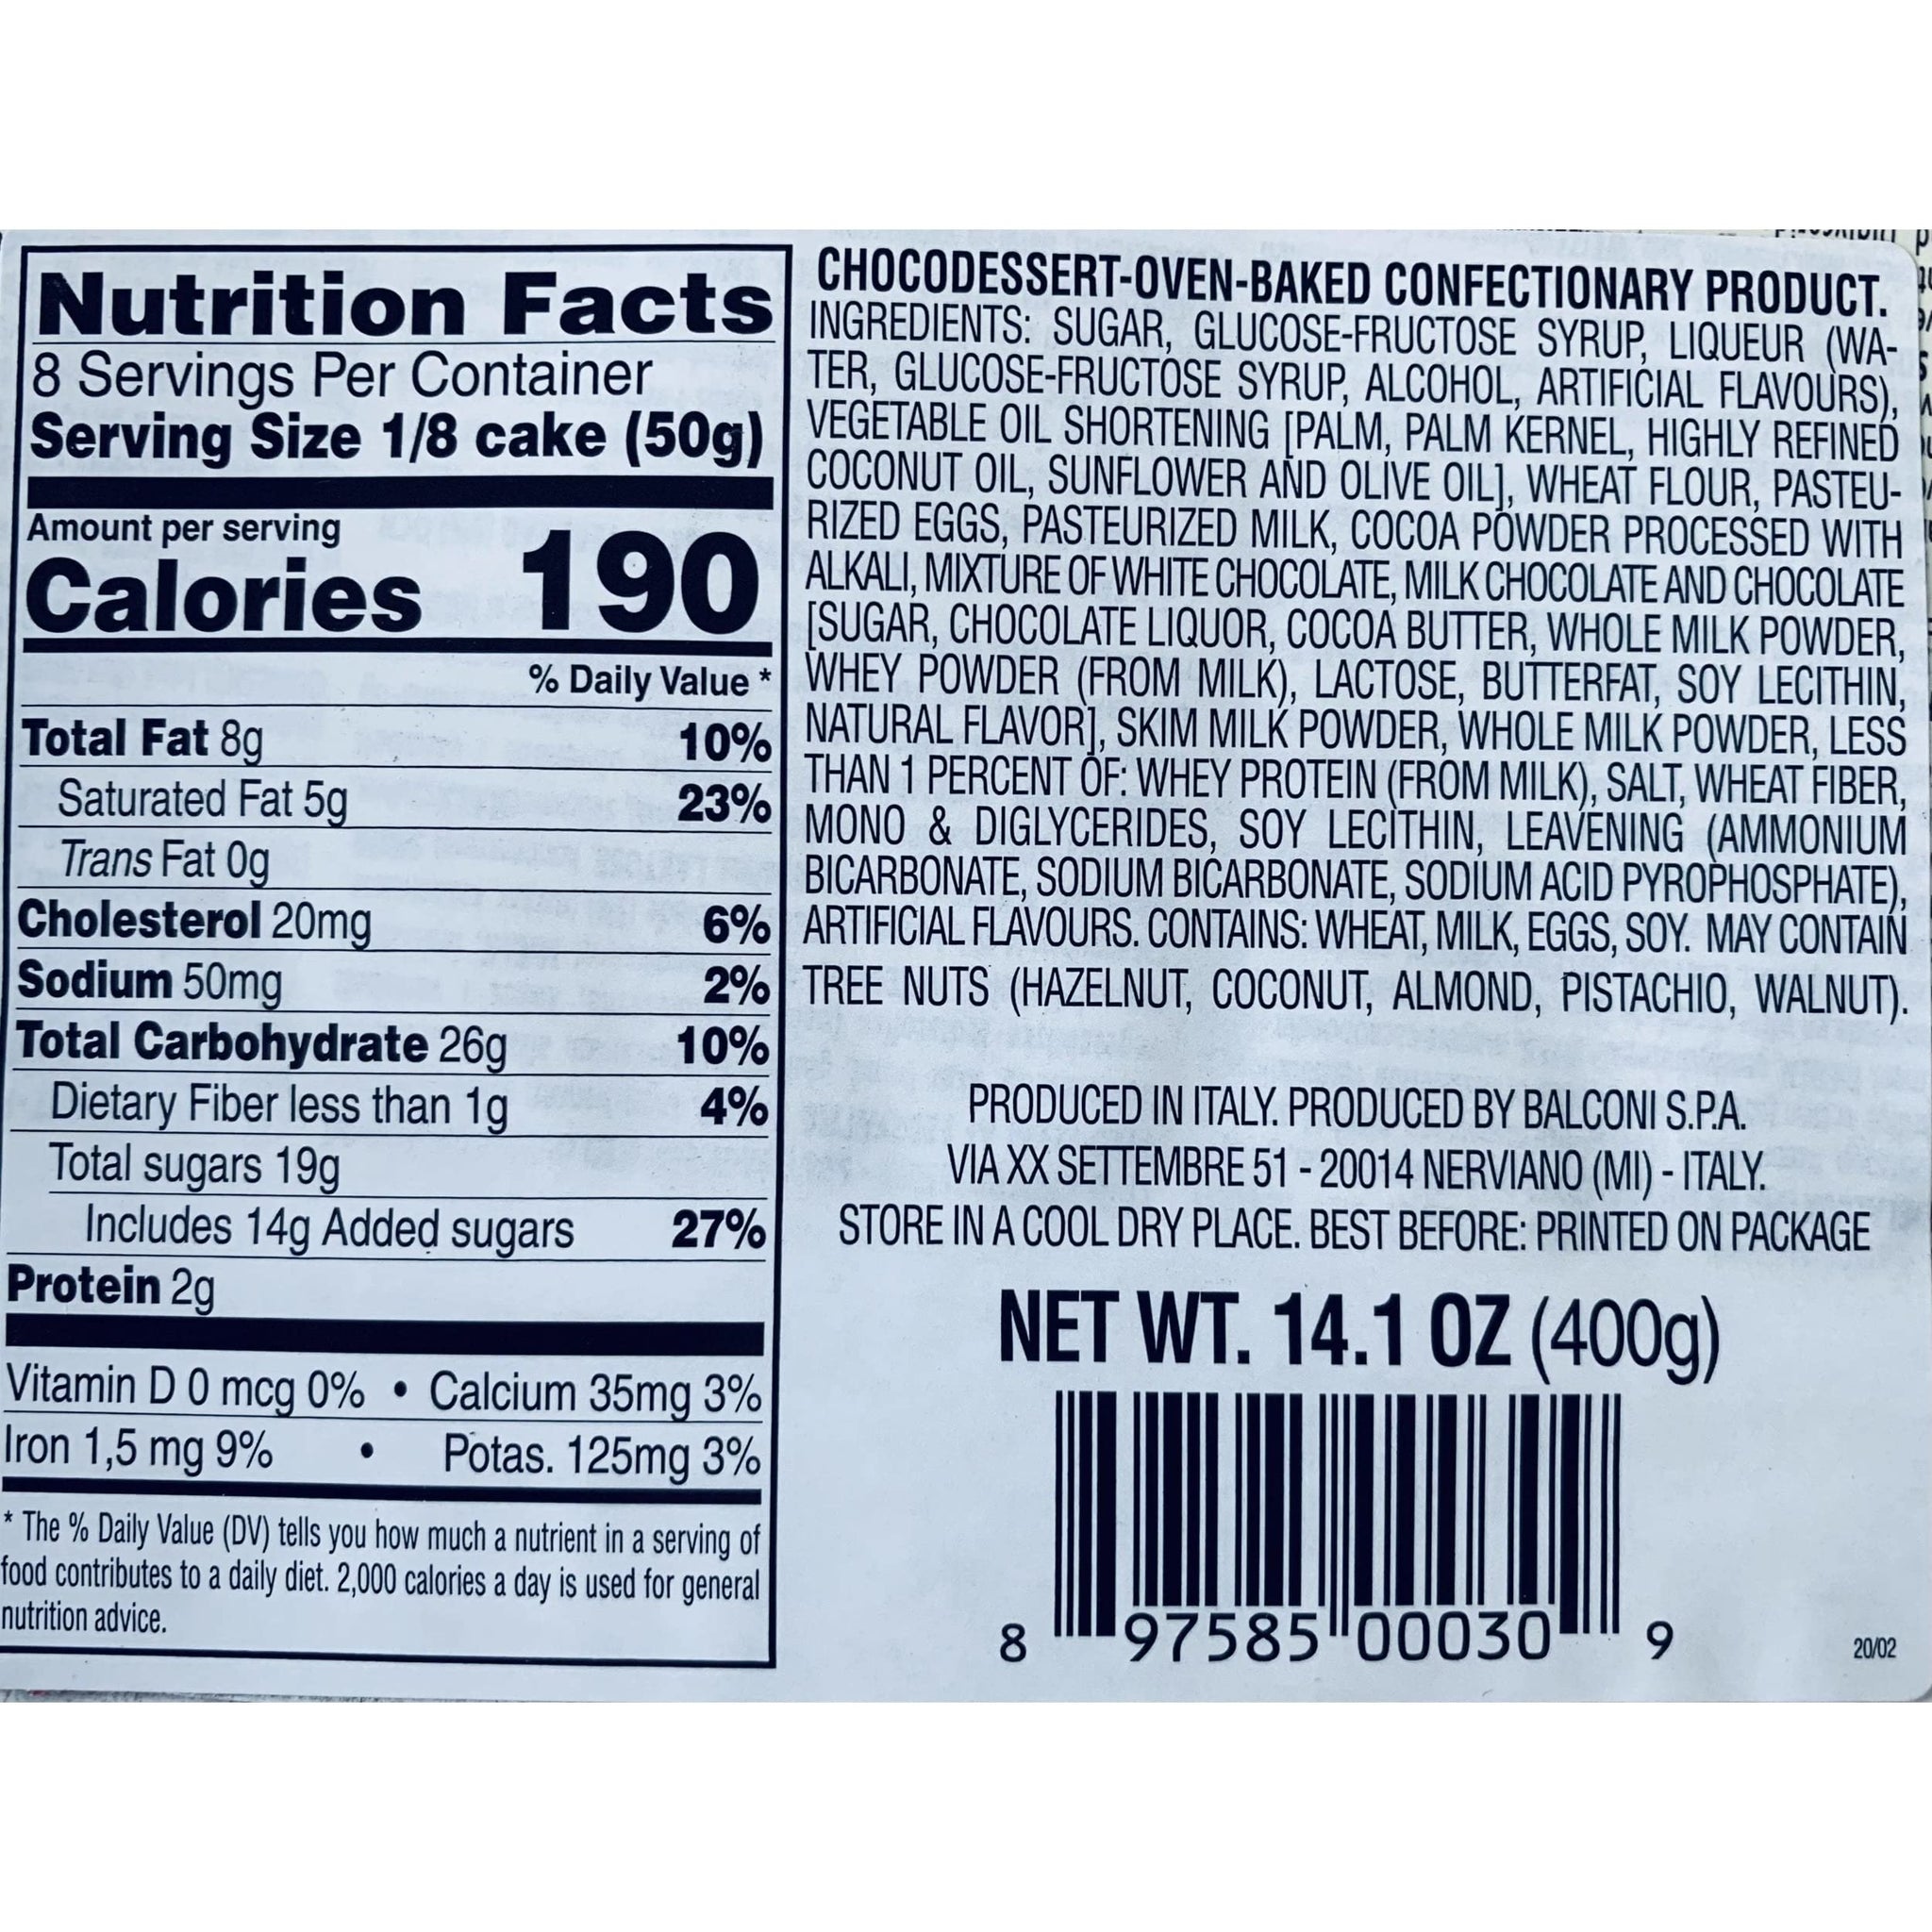 Nutrition Facts
8 Servings Per Container
Serving Size 1/8 cake (50g)
Amount per serving
Calories 190
% Daily Value *
Total Fat 8g 10%
Saturated Fat 5g 23%
Trans Fat 0g
Cholesterol 20mg 6%
Sodium 50mg 2%
Total Carbohydrate 26g 10%
Dietary Fiber less than 1g 4%
Total sugars 19g
Includes 14g Added sugars 27%
Protein 2g
Vitamin D 0 mcg 0% • Calcium 35mg 3%
Iron 1,5 mg 9% • Potas. 125mg 3%
* The % Daily Value (DV) tells you how much a nutrient in a serving of
food contributes to a daily diet. 2,000 calories a day is used for general
nutrition advice.
CHOCODESSERT-OVEN-BAKED CONFECTIONARY PRODUCT.
INGREDIENTS: SUGAR, GLUCOSE-FRUCTOSE SYRUP, LIQUEUR (WA-
TER, GLUCOSE-FRUCTOSE SYRUP, ALCOHOL, ARTIFICIAL FLAVOURS),
VEGETABLE OIL SHORTENING [PALM, PALM KERNEL, HIGHLY REFINED
COCONUT OIL, SUNFLOWER AND OLIVE OIL], WHEAT FLOUR, PASTEU-
RIZED EGGS, PASTEURIZED MILK, COCOA POWDER PROCESSED WITH
ALKALI, MIXTURE OF WHITE CHOCOLATE, MILK CHOCOLATE AND CHOCOLATE
[SUGAR, CHOCOLATE LIQUOR, COCOA BUTTER, WHOLE MILK POWDER,
WHEY POWDER (FROM MILK), LACTOSE, BUTTERFAT, SOY LECITHIN,
NATURAL FLAVOR], SKIM MILK POWDER, WHOLE MILK POWDER, LESS
THAN 1 PERCENT OF: WHEY PROTEIN (FROM MILK), SALT, WHEAT FIBER,
MONO & DIGLYCERIDES, SOY LECITHIN, LEAVENING (AMMONIUM
BICARBONATE, SODIUM BICARBONATE, SODIUM ACID PYROPHOSPHATE),
ARTIFICIAL FLAVOURS. CONTAINS: WHEAT, MILK, EGGS, SOY. MAY CONTAIN
TREE NUTS (HAZELNUT, COCONUT, ALMOND, PISTACHIO, WALNUT).
PRODUCED IN ITALY. PRODUCED BY BALCONI S.P.A.
VIA XX SETTEMBRE 51 - 20014 NERVIANO (MI) - ITALY.
STORE IN A COOL DRY PLACE. BEST BEFORE: PRINTED ON PACKAGE
NET WT. 14.1 OZ (400g)
8 97585 00030 9
20/02